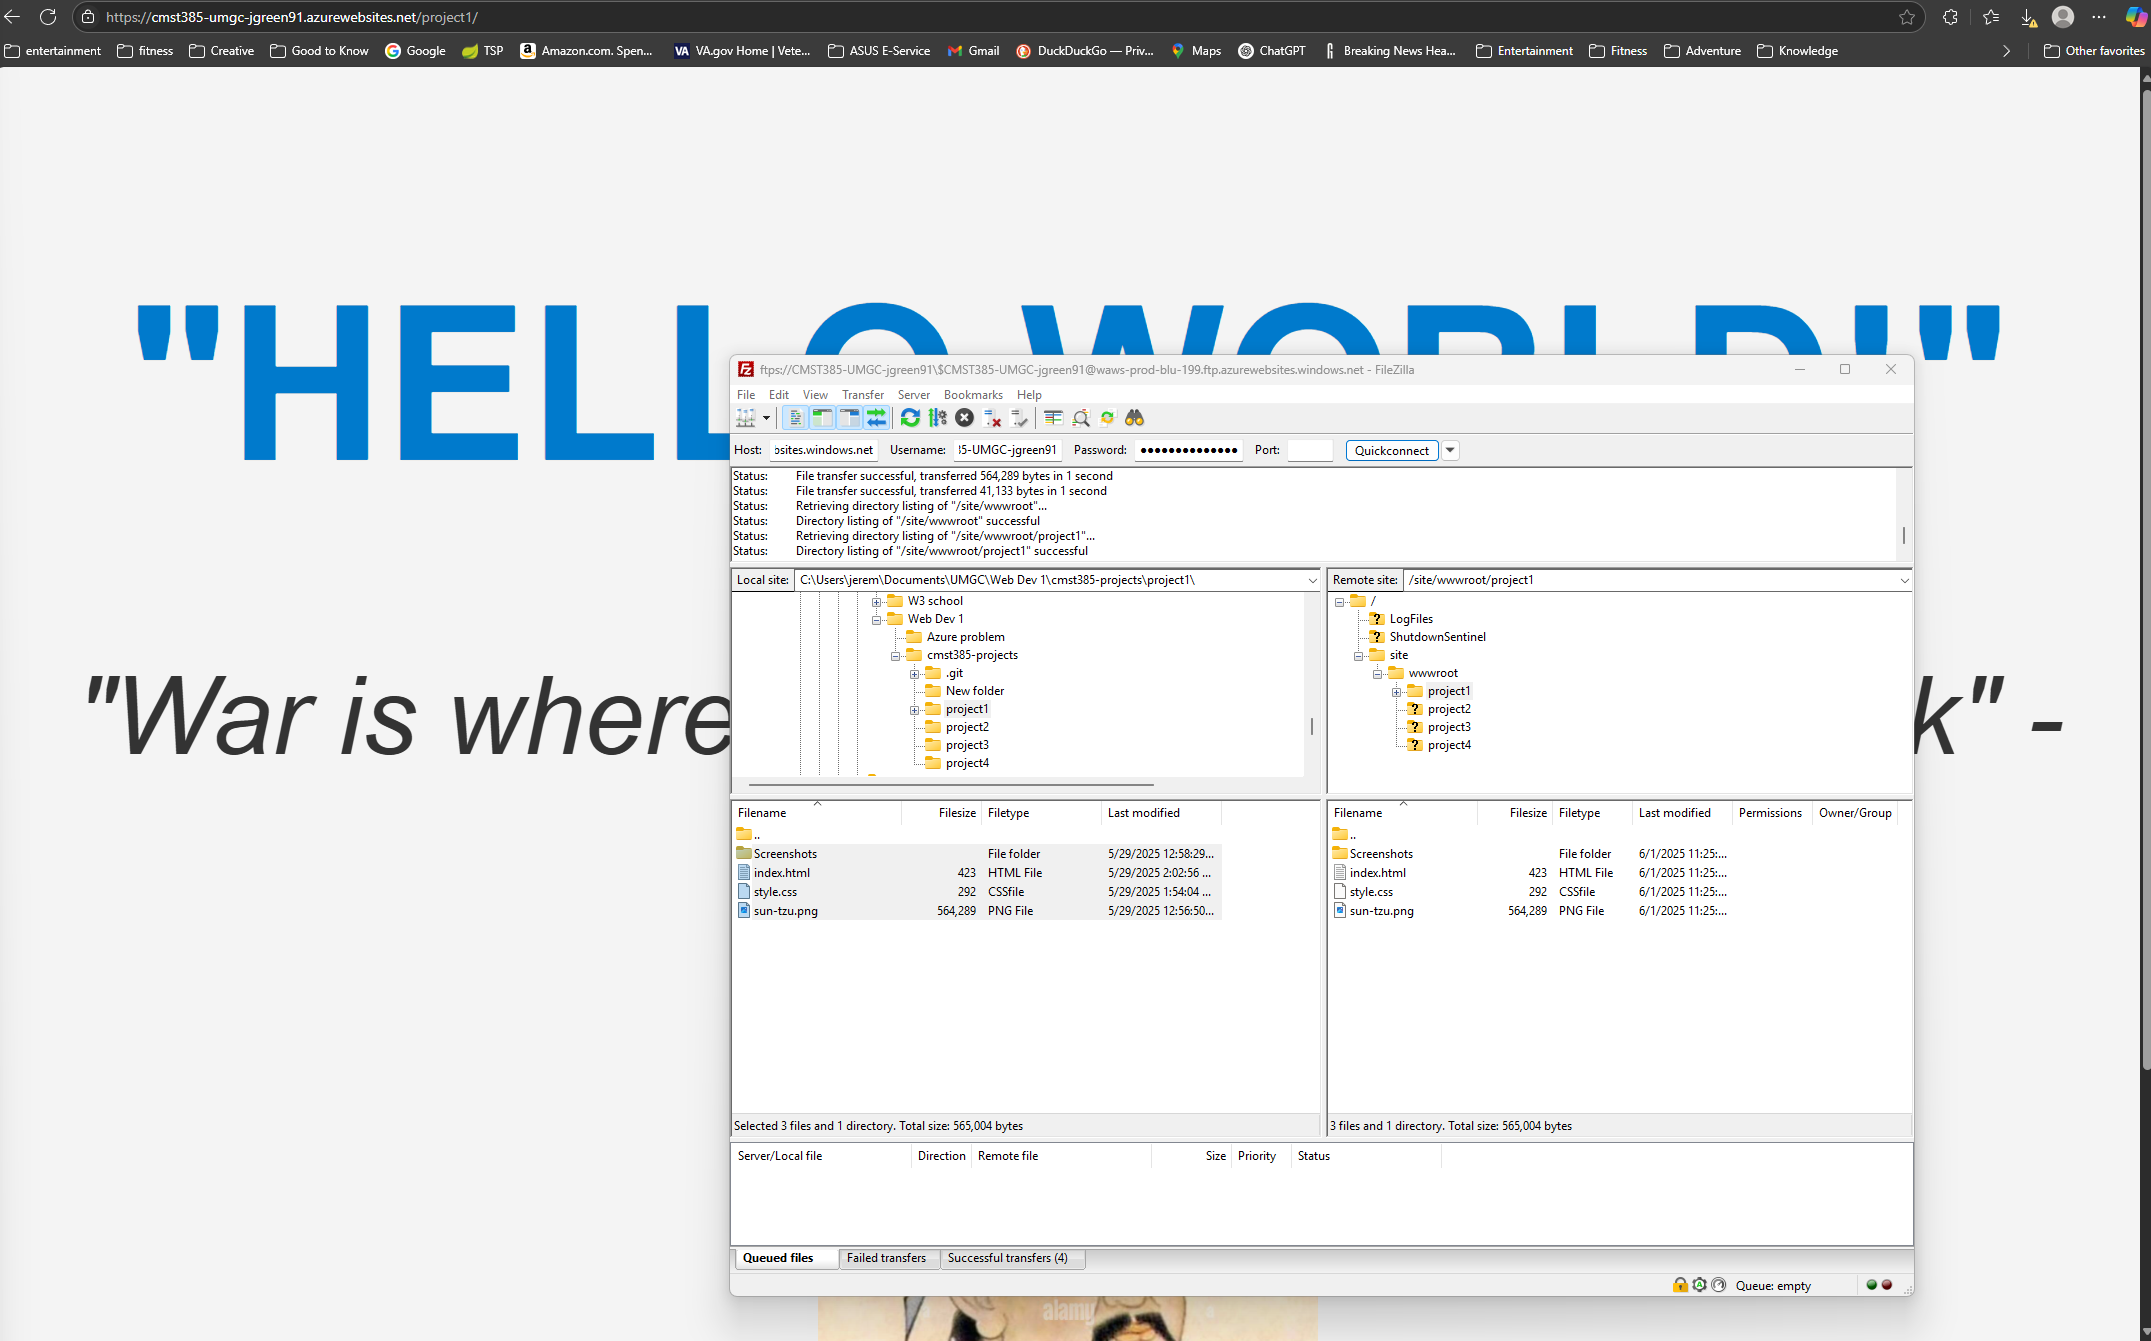 https://cmst385-umgc-jgreen91.azurewebsites.net/project1/
entertainment fitness Creative Good to Know Google TSP Amazon.com. Spen... VA VA.gov Home | Vete... ASUS E-Service Gmail DuckDuckGo — Priv... Maps ChatGPT Breaking News Hea... Entertainment Fitness Adventure Knowledge Other favorites
"HELLO WORLD!"
ftps://CMST385-UMGC-jgreen91\$CMST385-UMGC-jgreen91@waws-prod-blu-199.ftp.azurewebsites.windows.net - FileZilla
File Edit View Transfer Server Bookmarks Help
Host: osites.windows.net Username: 35-UMGC-jgreen91 Password: ●●●●●●●●●●●●●● Port: Quickconnect
Status: File transfer successful, transferred 564,289 bytes in 1 second
Status: File transfer successful, transferred 41,133 bytes in 1 second
Status: Retrieving directory listing of "/site/wwwroot"...
Status: Directory listing of "/site/wwwroot" successful
Status: Retrieving directory listing of "/site/wwwroot/project1"...
Status: Directory listing of "/site/wwwroot/project1" successful
Local site: C:\Users\jerem\Documents\UMGC\Web Dev 1\cmst385-projects\project1\
W3 school
Web Dev 1
Azure problem
cmst385-projects
.git
New folder
project1
project2
project3
project4
Remote site: /site/wwwroot/project1
/
? LogFiles
? ShutdownSentinel
site
wwwroot
project1
? project2
? project3
? project4
"War is where k" -
Filename Filesize Filetype Last modified
..
Screenshots File folder 5/29/2025 12:58:29...
index.html 423 HTML File 5/29/2025 2:02:56 ...
style.css 292 CSSfile 5/29/2025 1:54:04 ...
sun-tzu.png 564,289 PNG File 5/29/2025 12:56:50...
Selected 3 files and 1 directory. Total size: 565,004 bytes
Filename Filesize Filetype Last modified Permissions Owner/Group
..
Screenshots File folder 6/1/2025 11:25:...
index.html 423 HTML File 6/1/2025 11:25:...
style.css 292 CSSfile 6/1/2025 11:25:...
sun-tzu.png 564,289 PNG File 6/1/2025 11:25:...
3 files and 1 directory. Total size: 565,004 bytes
Server/Local file Direction Remote file Size Priority Status
Queued files Failed transfers Successful transfers (4)
Queue: empty
alamy